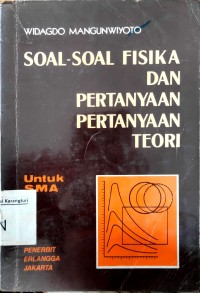 WIDAGDO MANGUNWIYOTO
SOAL-SOAL FISIKA
DAN
PERTANYAAN
PERTANYAAN
TEORI
Untuk
SMA
PENERBIT
ERLANGGA
JAKARTA